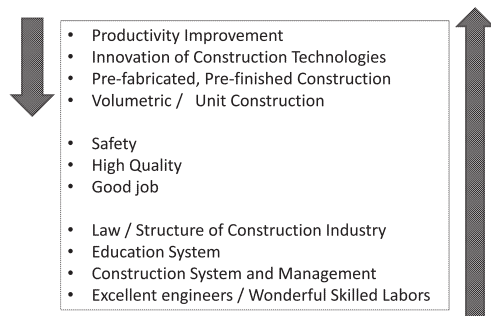 • Productivity Improvement
• Innovation of Construction Technologies
• Pre-fabricated, Pre-finished Construction
• Volumetric / Unit Construction
• Safety
• High Quality
• Good job
• Law / Structure of Construction Industry
• Education System
• Construction System and Management
• Excellent engineers / Wonderful Skilled Labors